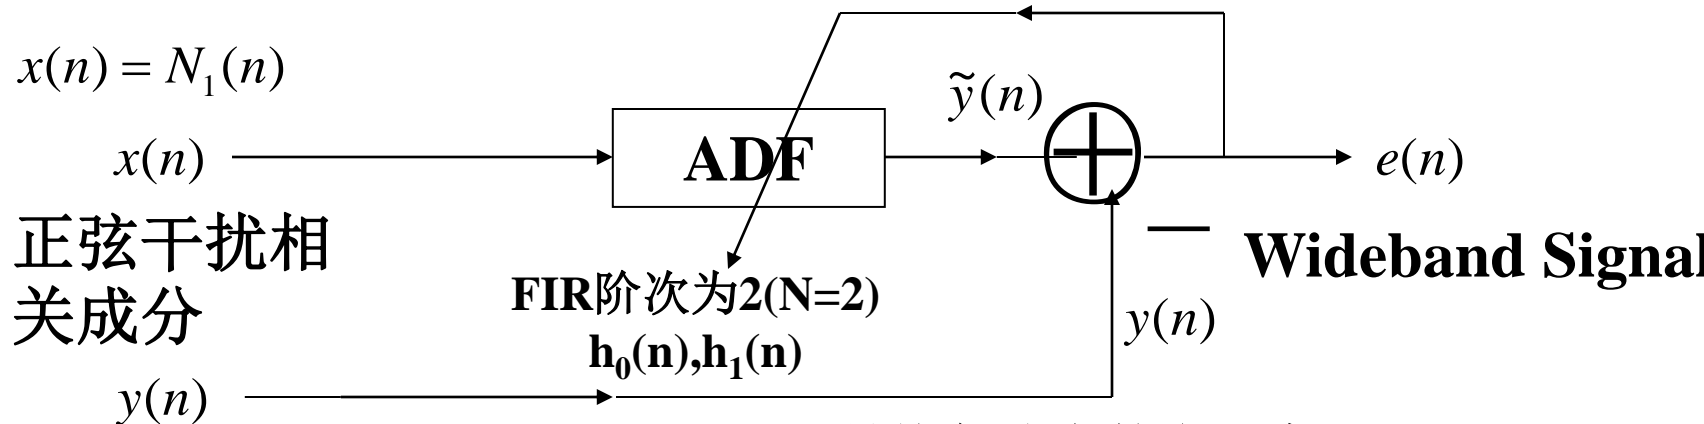 x(n) = N₁(n)
ỹ(n)
x(n)
ADF
e(n)
正弦干扰相
关成分
— Wideband Signal
FIR阶次为2(N=2)
h₀(n),h₁(n)
y(n)
y(n)